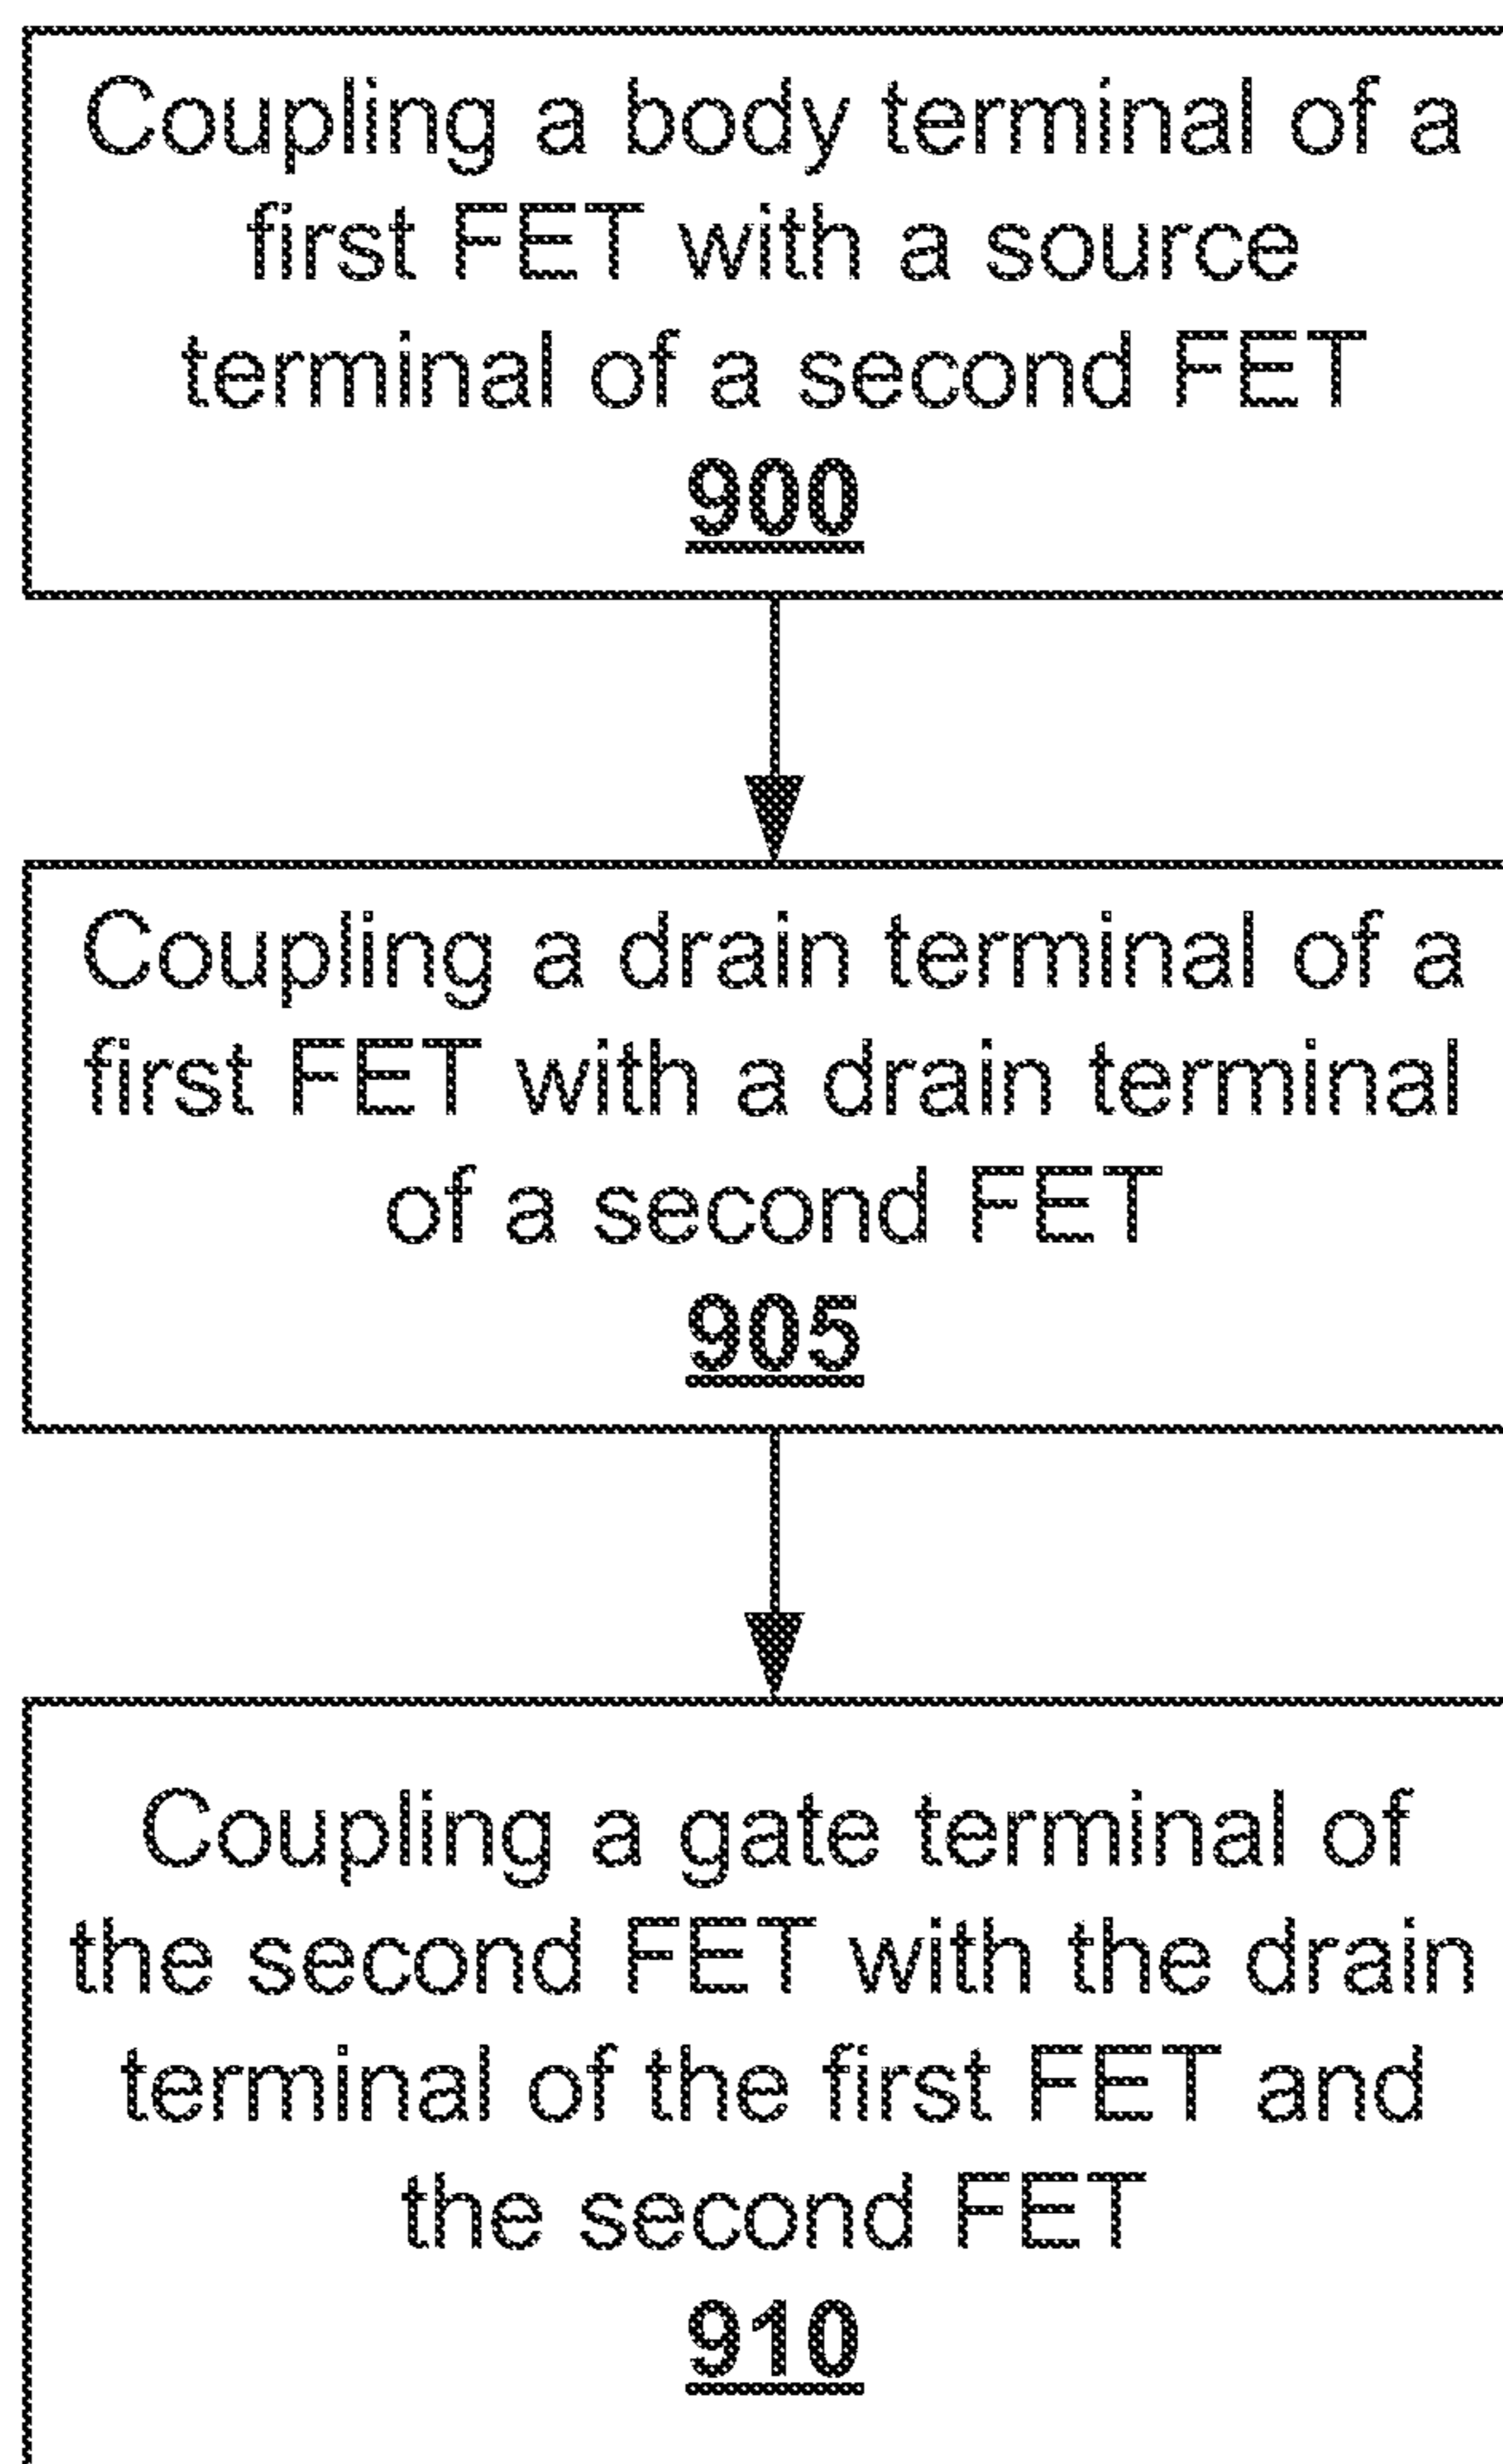 Coupling a body terminal of a
first FET with a source
terminal of a second FET
900
Coupling a drain terminal of a
first FET with a drain terminal
of a second FET
905
Coupling a gate terminal of
the second FET with the drain
terminal of the first FET and
the second FET
910